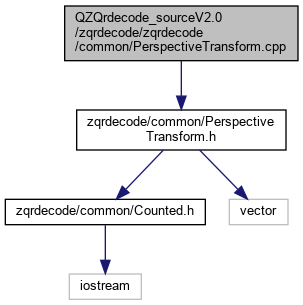 QZQrdecode_sourceV2.0
/zqrdecode/zqrdecode
/common/PerspectiveTransform.cpp
zqrdecode/common/Perspective
Transform.h
zqrdecode/common/Counted.h
vector
iostream